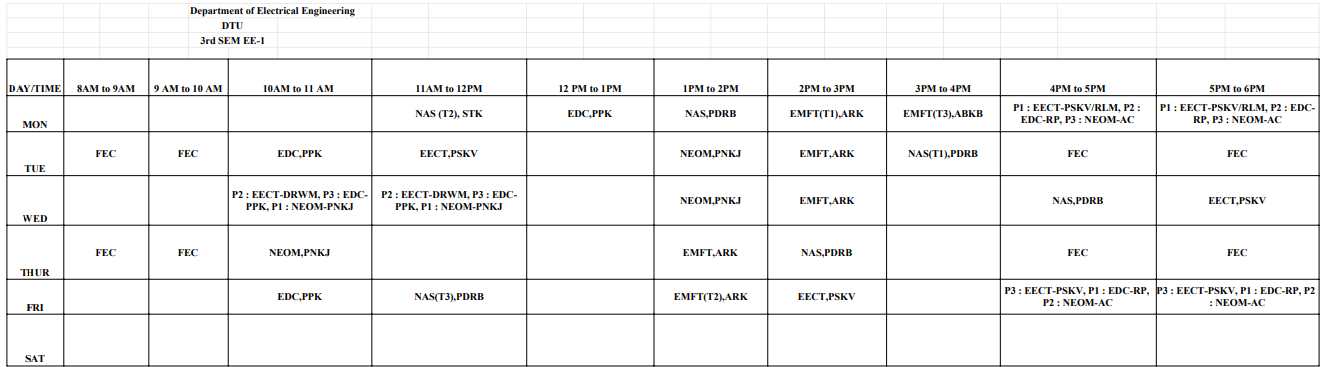 Department of Electrical Engineering
DTU
3rd SEM EE-I
DAY/TIME 8AM to 9AM 9 AM to 10 AM 10AM to 11 AM 11AM to 12PM 12 PM to 1PM 1PM to 2PM 2PM to 3PM 3PM to 4PM 4PM to 5PM 5PM to 6PM
MON NAS (T2), STK EDC,PPK NAS,PDRB EMFT(T1),ARK EMFT(T3),ABKB P1 : EECT-PSKV/RLM, P2 : EDC-RP, P3 : NEOM-AC P1 : EECT-PSKV/RLM, P2 : EDC-RP, P3 : NEOM-AC
TUE FEC FEC EDC,PPK EECT,PSKV NEOM,PNKJ EMFT,ARK NAS(T1),PDRB FEC FEC
WED P2 : EECT-DRWM, P3 : EDC-PPK, P1 : NEOM-PNKJ P2 : EECT-DRWM, P3 : EDC-PPK, P1 : NEOM-PNKJ NEOM,PNKJ EMFT,ARK NAS,PDRB EECT,PSKV
THUR FEC FEC NEOM,PNKJ EMFT,ARK NAS,PDRB FEC FEC
FRI EDC,PPK NAS(T3),PDRB EMFT(T2),ARK EECT,PSKV P3 : EECT-PSKV, P1 : EDC-RP, P2 : NEOM-AC P3 : EECT-PSKV, P1 : EDC-RP, P2 : NEOM-AC
SAT